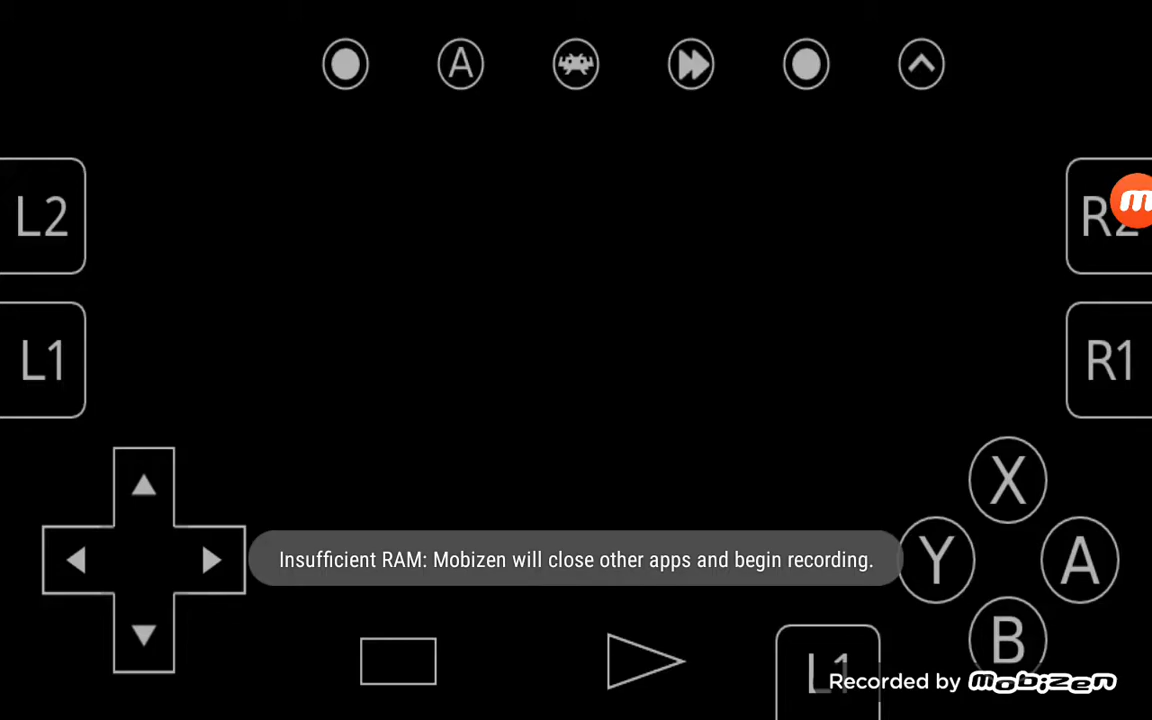 A
L2
R2
L1
R1
X
Y
A
B
Insufficient RAM: Mobizen will close other apps and begin recording.
L1
Recorded by mobizen